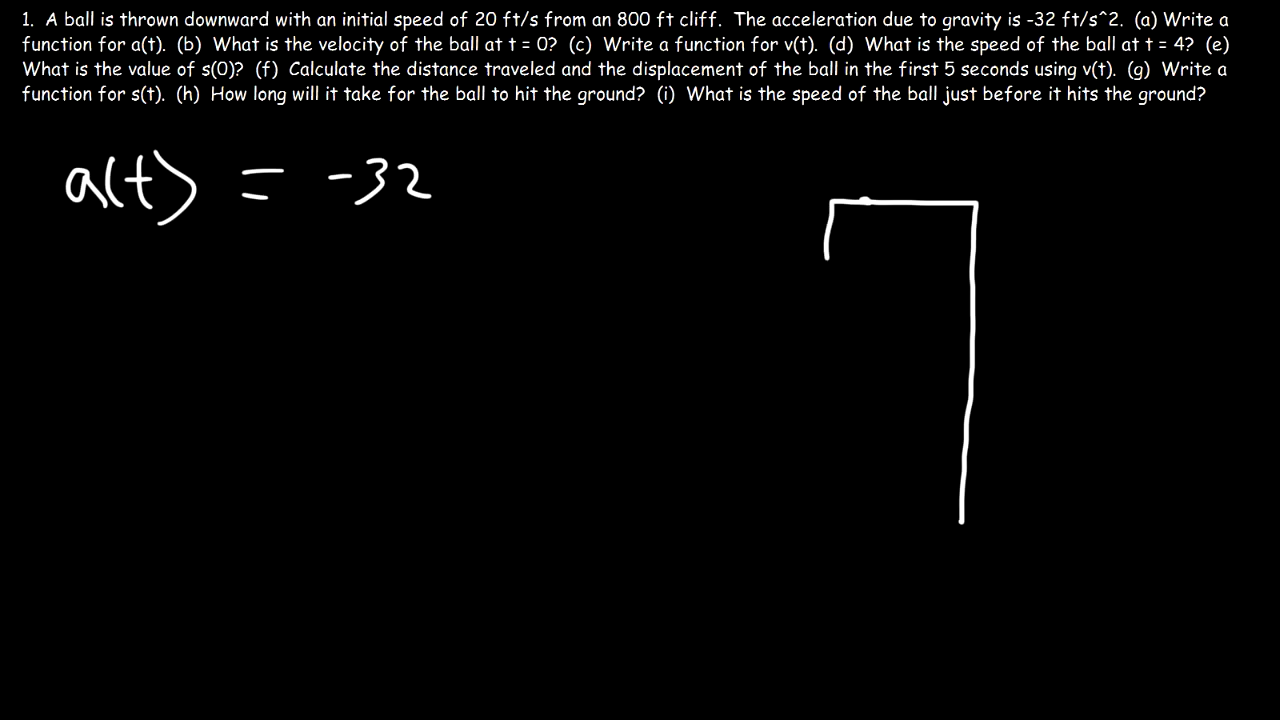 1. A ball is thrown downward with an initial speed of 20 ft/s from an 800 ft cliff. The acceleration due to gravity is -32 ft/s^2. (a) Write a
function for a(t). (b) What is the velocity of the ball at t = 0? (c) Write a function for v(t). (d) What is the speed of the ball at t = 4? (e)
What is the value of s(0)? (f) Calculate the distance traveled and the displacement of the ball in the first 5 seconds using v(t). (g) Write a
function for s(t). (h) How long will it take for the ball to hit the ground? (i) What is the speed of the ball just before it hits the ground?
a(t) = -32